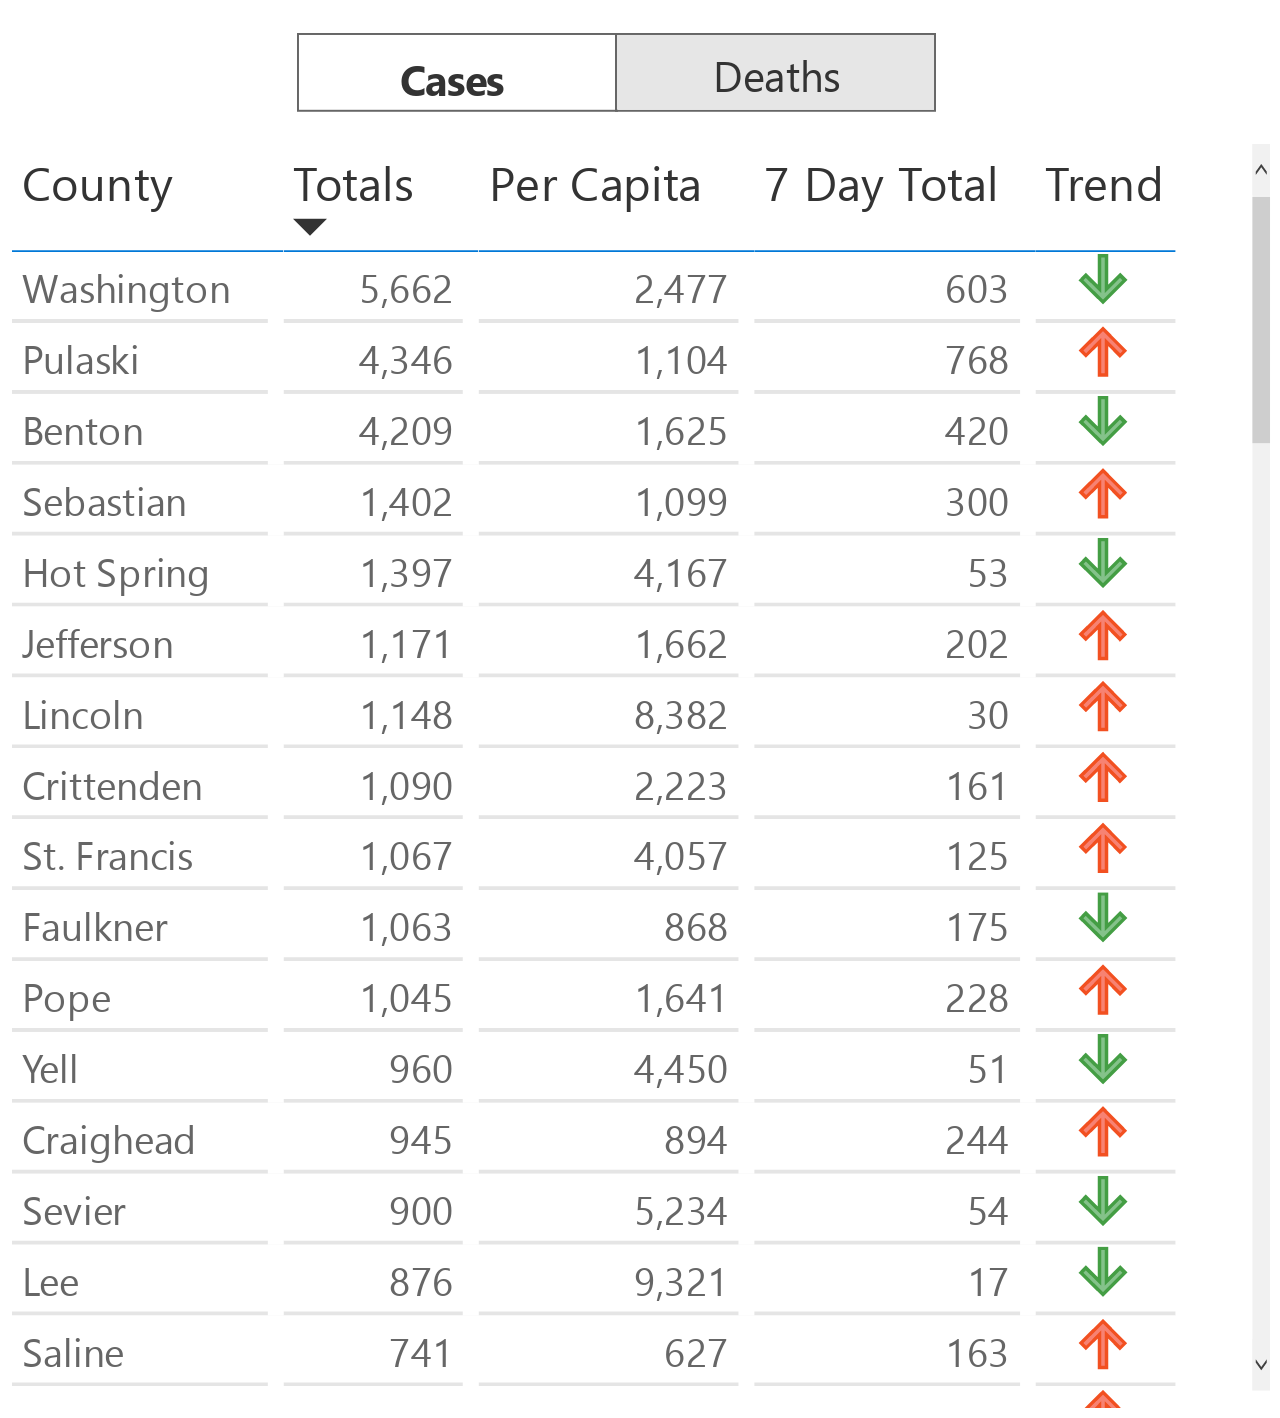 Cases Deaths
County Totals Per Capita 7 Day Total Trend
Washington 5,662 2,477 603
Pulaski 4,346 1,104 768
Benton 4,209 1,625 420
Sebastian 1,402 1,099 300
Hot Spring 1,397 4,167 53
Jefferson 1,171 1,662 202
Lincoln 1,148 8,382 30
Crittenden 1,090 2,223 161
St. Francis 1,067 4,057 125
Faulkner 1,063 868 175
Pope 1,045 1,641 228
Yell 960 4,450 51
Craighead 945 894 244
Sevier 900 5,234 54
Lee 876 9,321 17
Saline 741 627 163